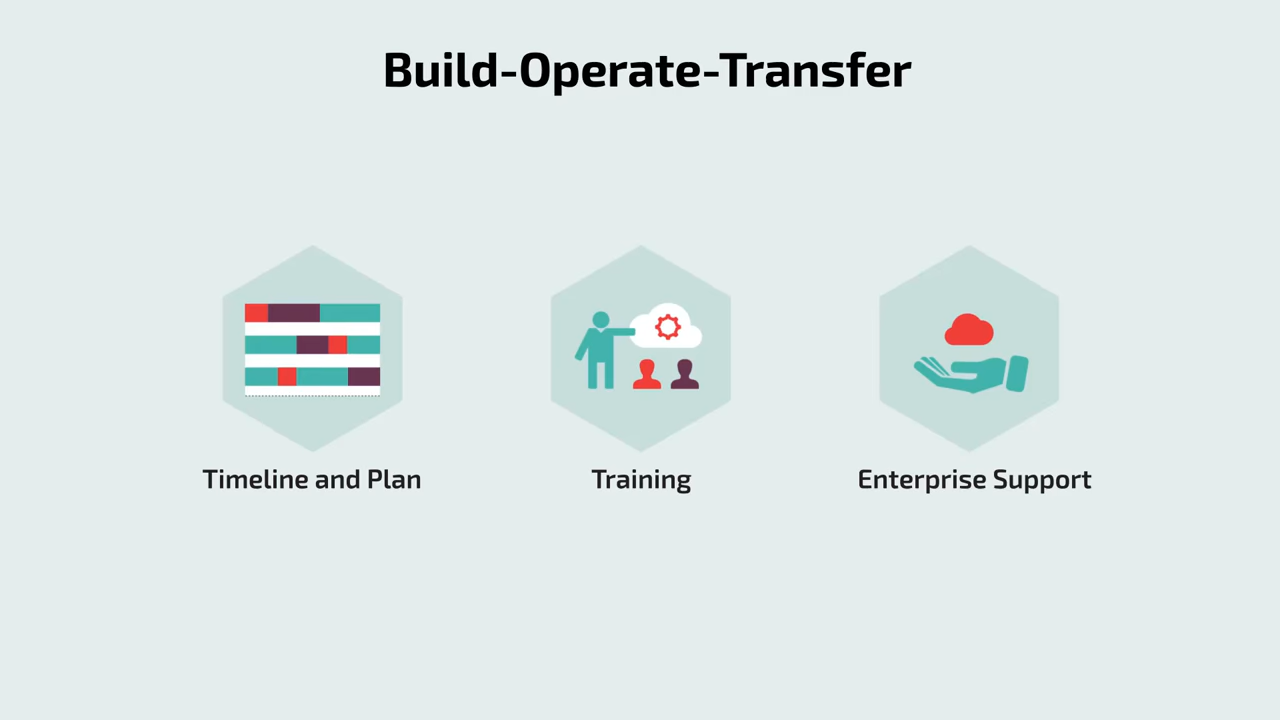 Build-Operate-Transfer
Timeline and Plan
Training
Enterprise Support